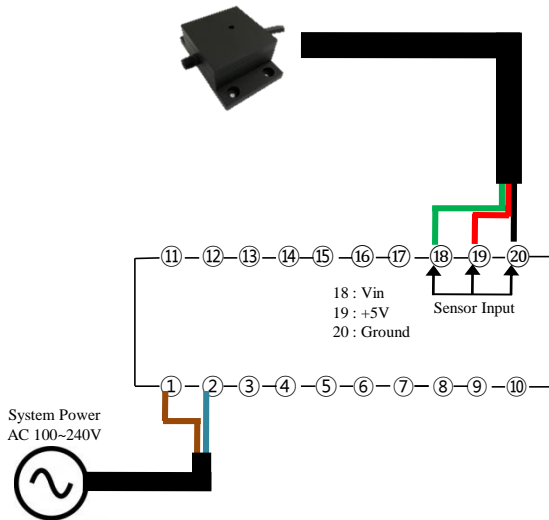 ⑪ ⑫ ⑬ ⑭ ⑮ ⑯ ⑰ ⑱ ⑲ ⑳
18 : Vin
19 : +5V
20 : Ground
Sensor Input
① ② ③ ④ ⑤ ⑥ ⑦ ⑧ ⑨ ⑩
System Power
AC 100~240V